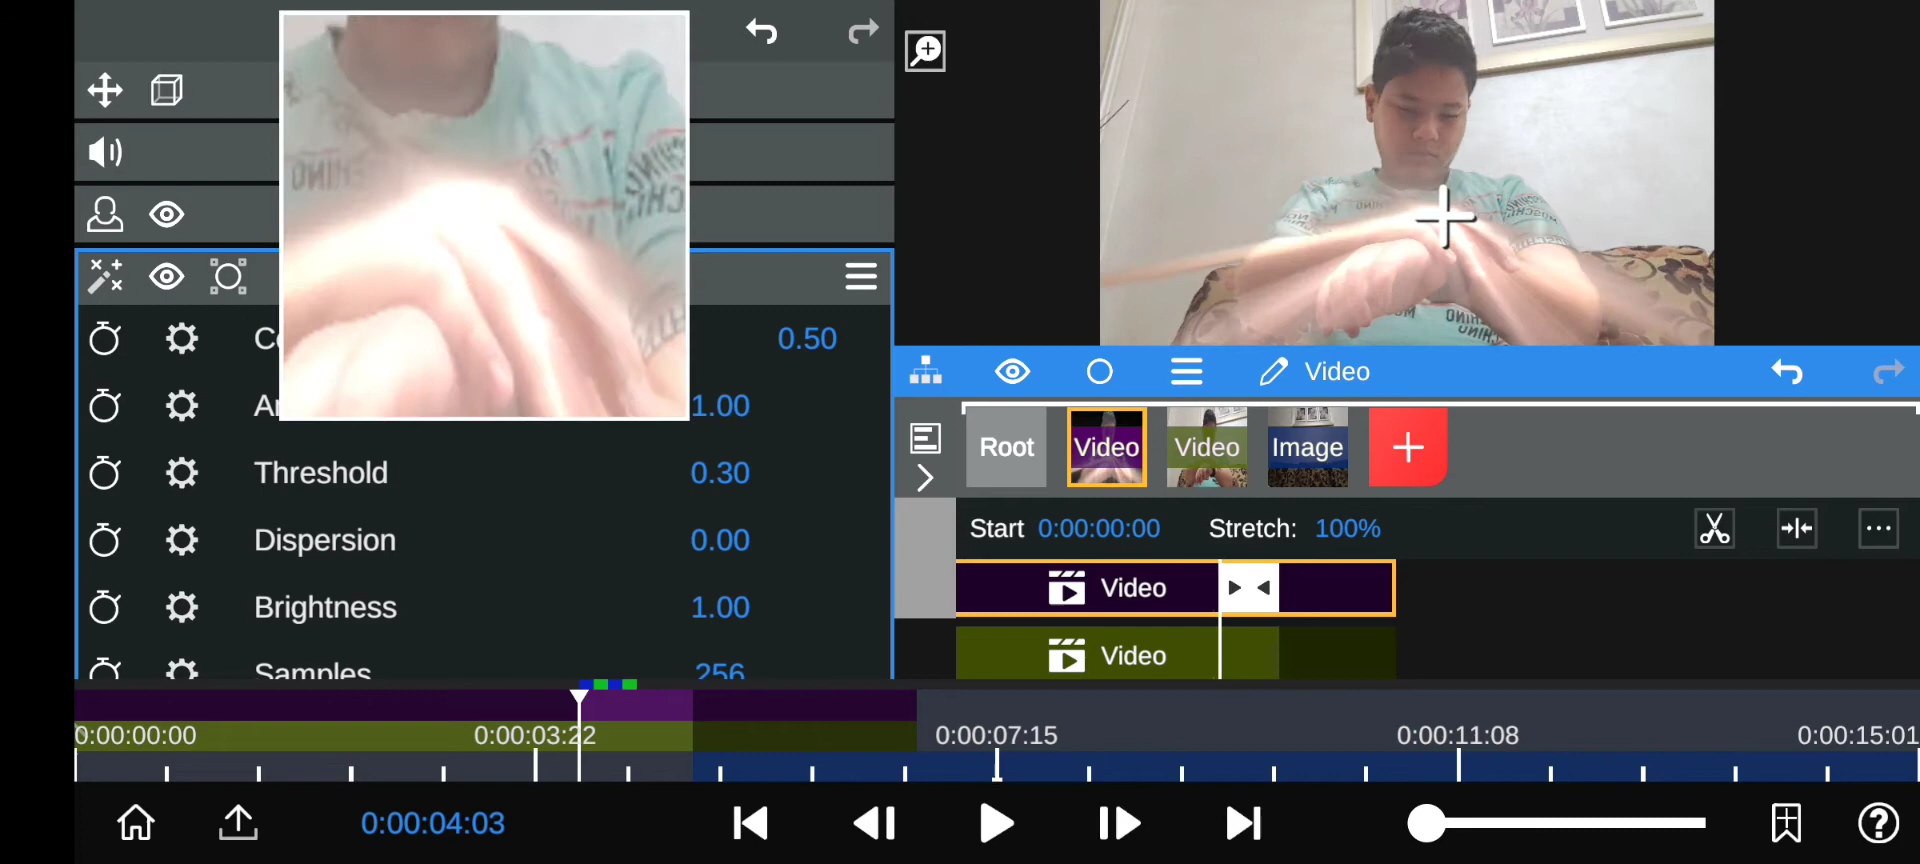 0.50
1.00
Threshold 0.30
Dispersion 0.00
Brightness 1.00
Samples 256
Video
Root Video Video Image
Start 0:00:00:00 Stretch: 100%
Video
Video
0:00:00:00 0:00:03:22 0:00:07:15 0:00:11:08 0:00:15:01
0:00:04:03